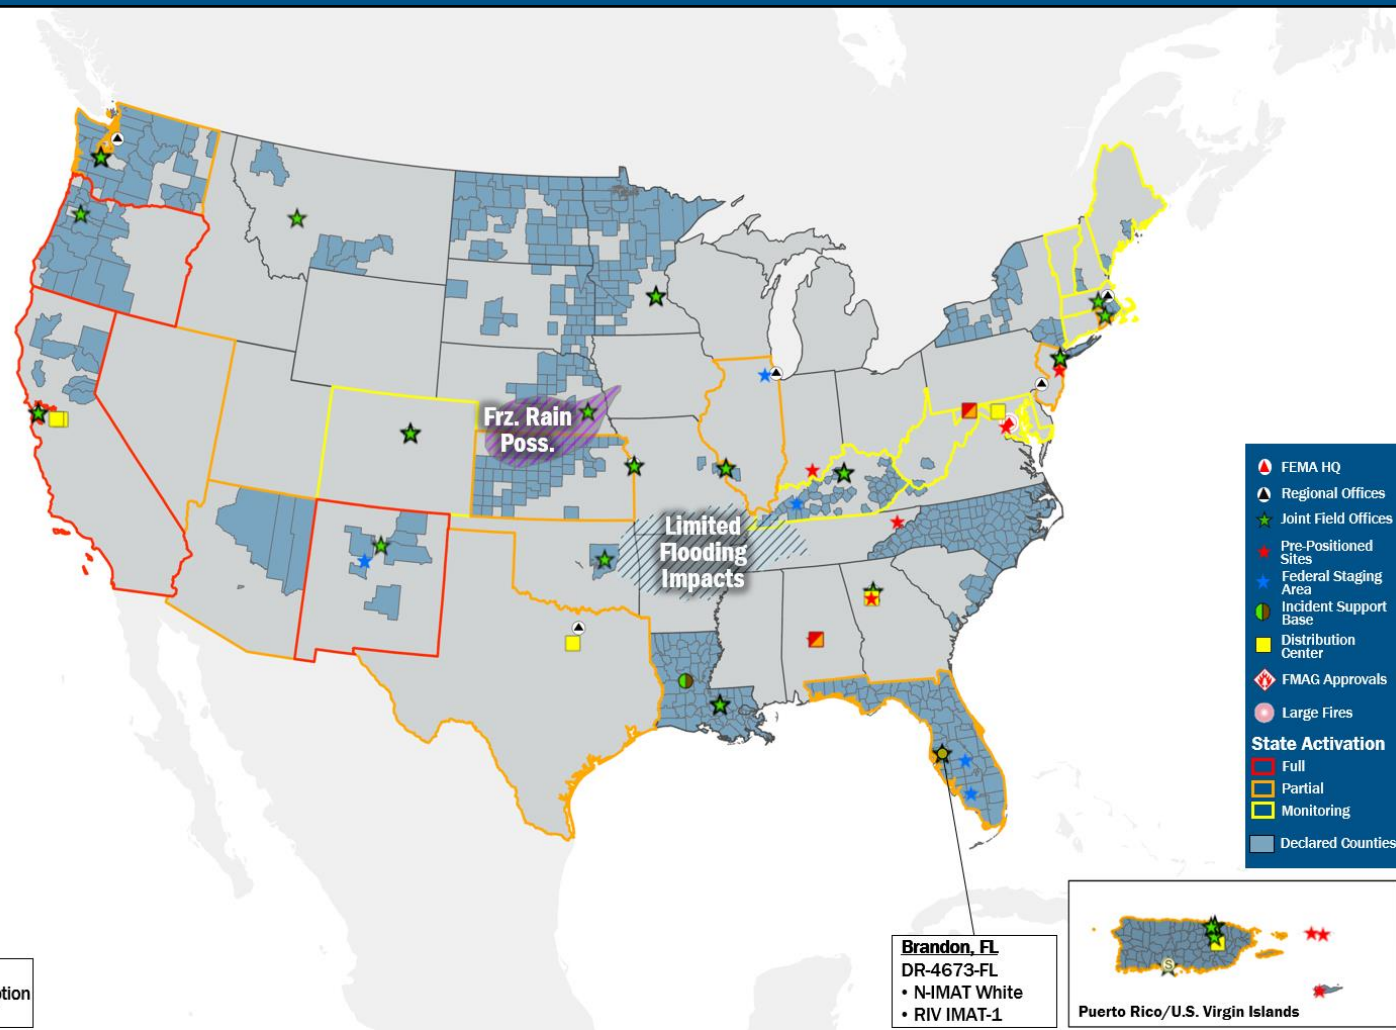 Frz. Rain
Poss.
Limited
Flooding
Impacts
FEMA HQ
Regional Offices
Joint Field Offices
Pre-Positioned
Sites
Federal Staging
Area
Incident Support
Base
Distribution
Center
FMAG Approvals
Large Fires
State Activation
Full
Partial
Monitoring
Declared Counties
Brandon, FL
DR-4673-FL
• N-IMAT White
• RIV IMAT-1
S
Puerto Rico/U.S. Virgin Islands